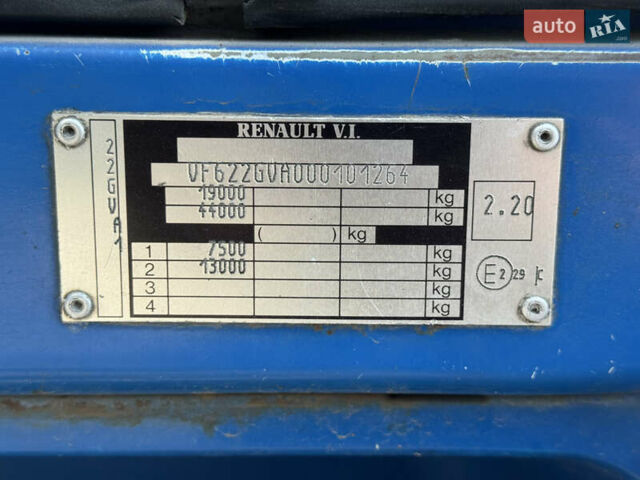 auto RIA.com
RENAULT V.I.
VF622GVA000101264
19000 kg
44000 kg
( ) kg
1 7500 kg
2 13000 kg
3 kg
4 kg
22GVA1
2.20
E2 29 K